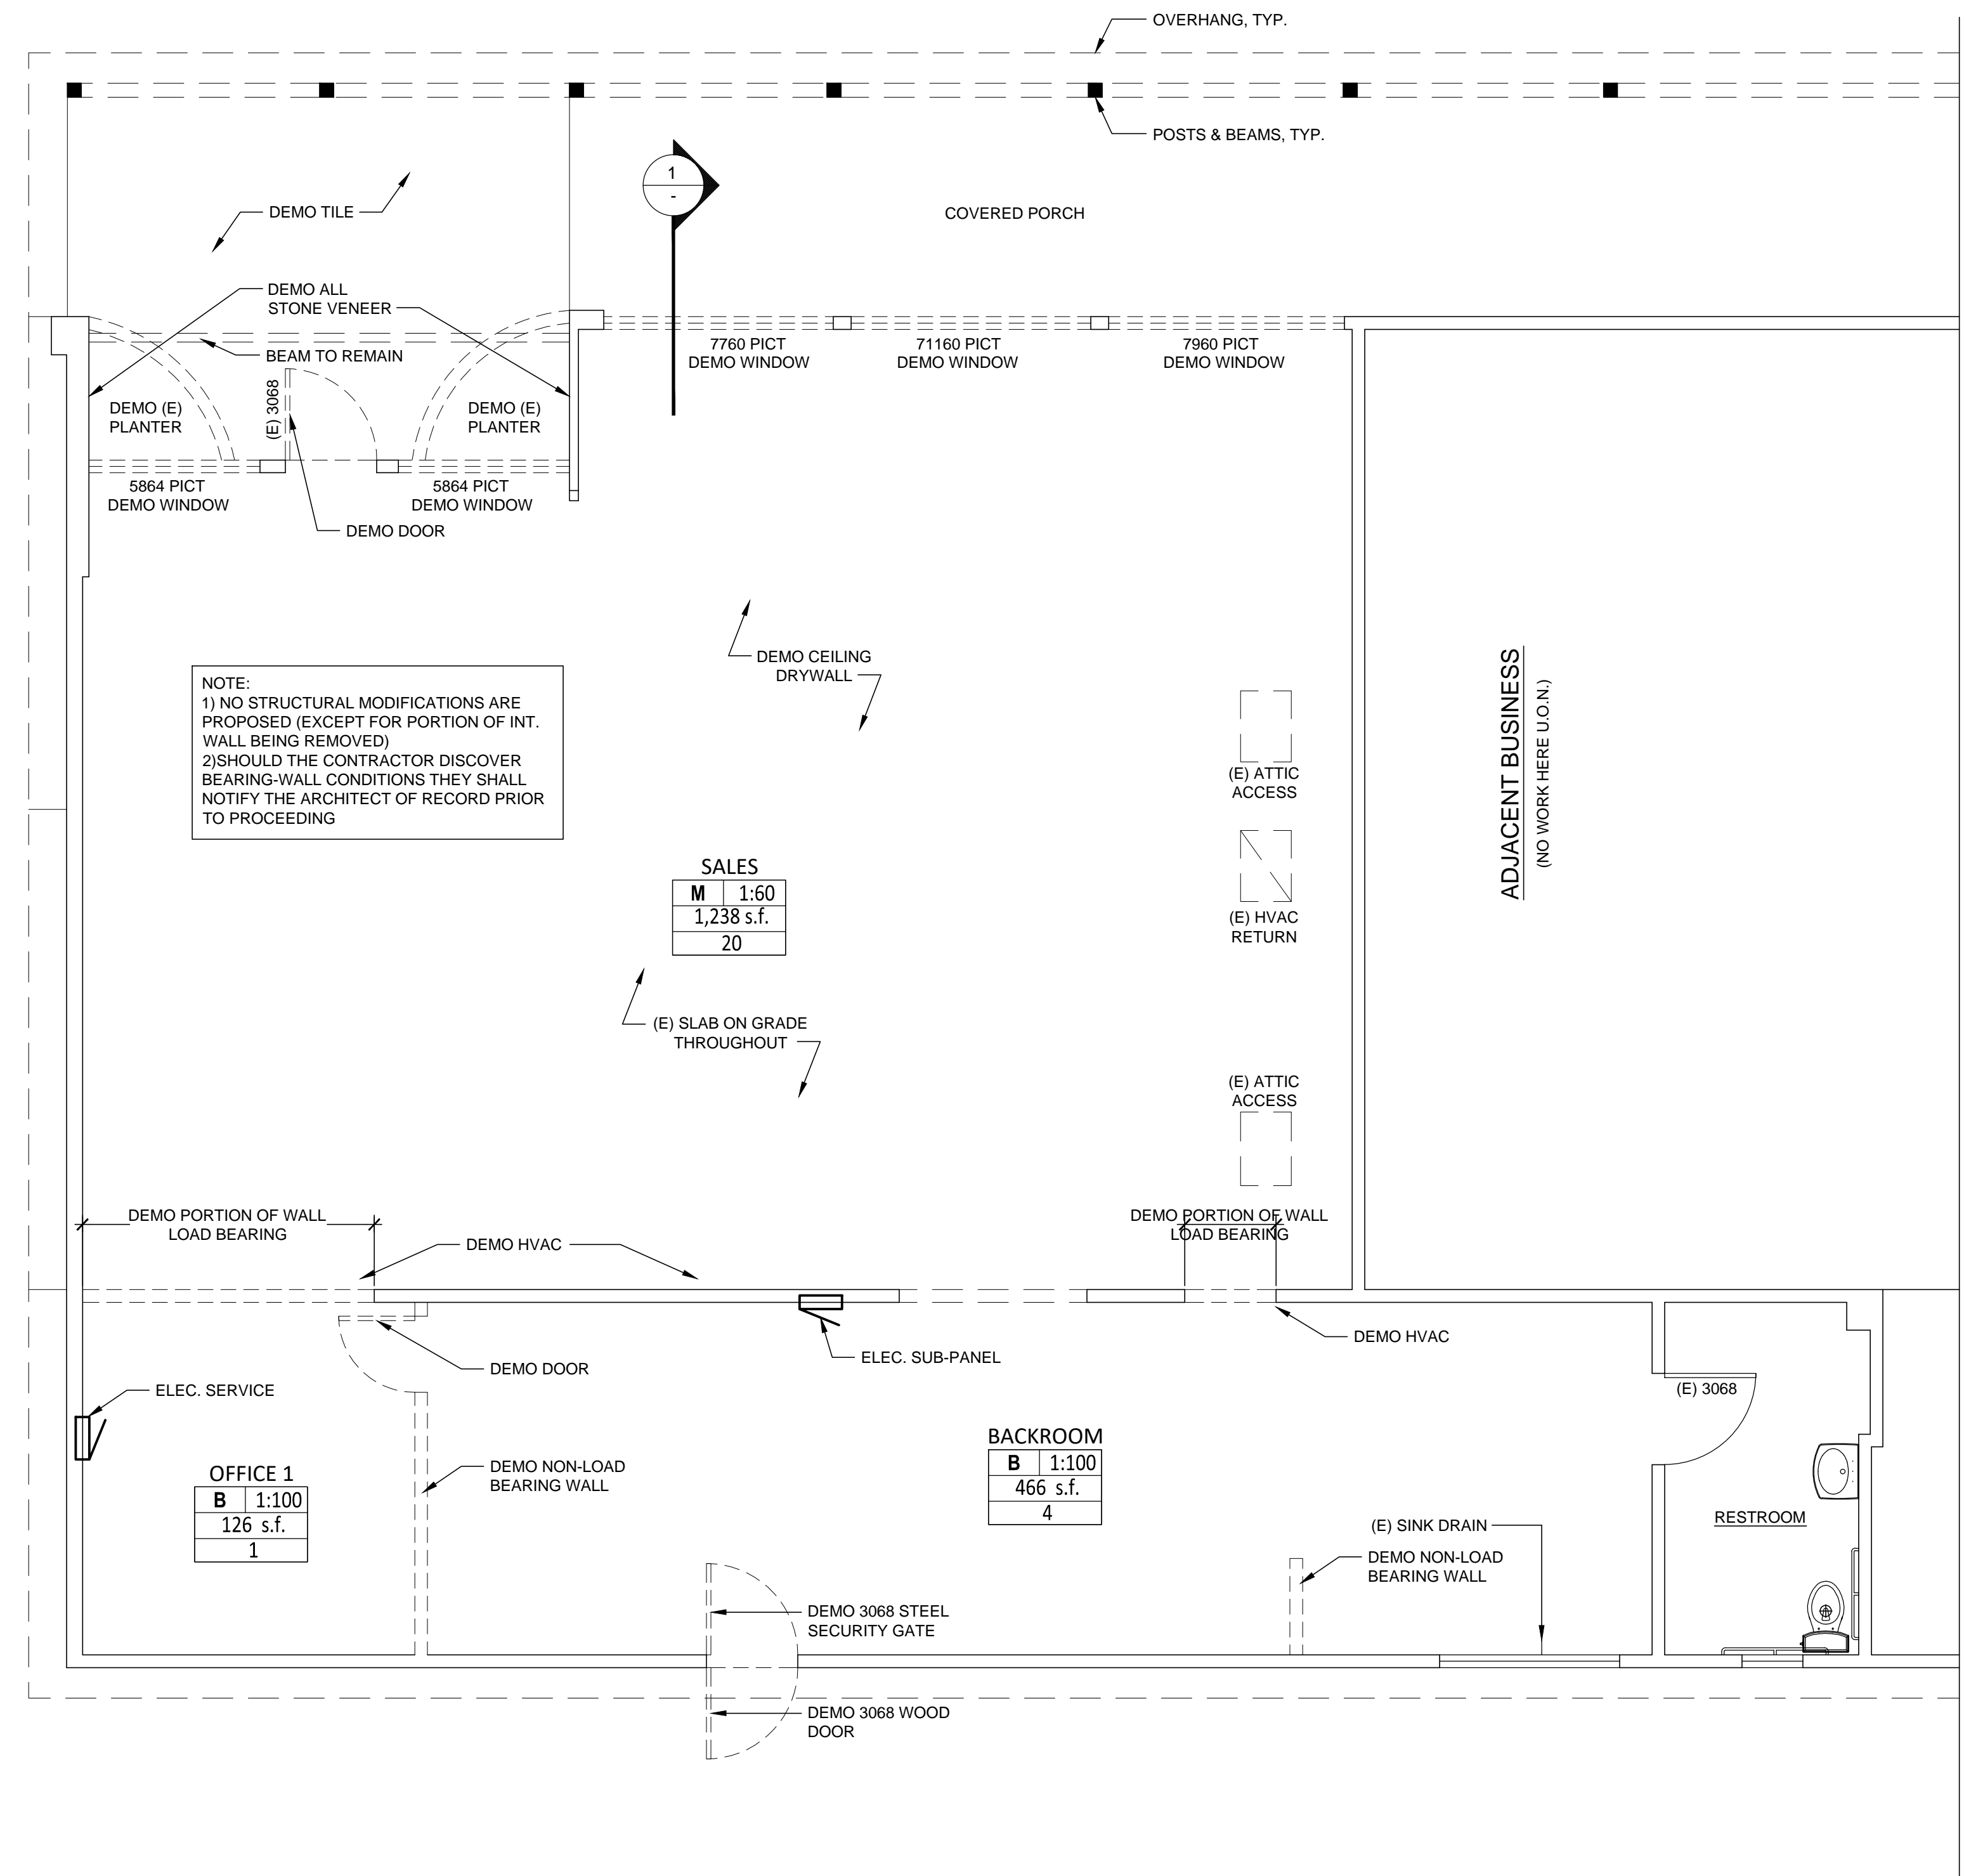 OVERHANG, TYP.
POSTS & BEAMS, TYP.
1
-
DEMO TILE
COVERED PORCH
DEMO ALL
STONE VENEER
BEAM TO REMAIN
7760 PICT
DEMO WINDOW
71160 PICT
DEMO WINDOW
7960 PICT
DEMO WINDOW
DEMO (E)
PLANTER
(E) 3068
DEMO (E)
PLANTER
5864 PICT
DEMO WINDOW
5864 PICT
DEMO WINDOW
DEMO DOOR
DEMO CEILING
DRYWALL
NOTE:
1) NO STRUCTURAL MODIFICATIONS ARE
PROPOSED (EXCEPT FOR PORTION OF INT.
WALL BEING REMOVED)
2)SHOULD THE CONTRACTOR DISCOVER
BEARING-WALL CONDITIONS THEY SHALL
NOTIFY THE ARCHITECT OF RECORD PRIOR
TO PROCEEDING
(E) ATTIC
ACCESS
ADJACENT BUSINESS
(NO WORK HERE U.O.N.)
SALES
M 1:60
1,238 s.f.
20
(E) HVAC
RETURN
(E) SLAB ON GRADE
THROUGHOUT
(E) ATTIC
ACCESS
DEMO PORTION OF WALL
LOAD BEARING
DEMO HVAC
DEMO PORTION OF WALL
LOAD BEARING
DEMO HVAC
ELEC. SUB-PANEL
DEMO DOOR
ELEC. SERVICE
(E) 3068
BACKROOM
B 1:100
466 s.f.
4
OFFICE 1
B 1:100
126 s.f.
1
DEMO NON-LOAD
BEARING WALL
RESTROOM
(E) SINK DRAIN
DEMO NON-LOAD
BEARING WALL
DEMO 3068 STEEL
SECURITY GATE
DEMO 3068 WOOD
DOOR